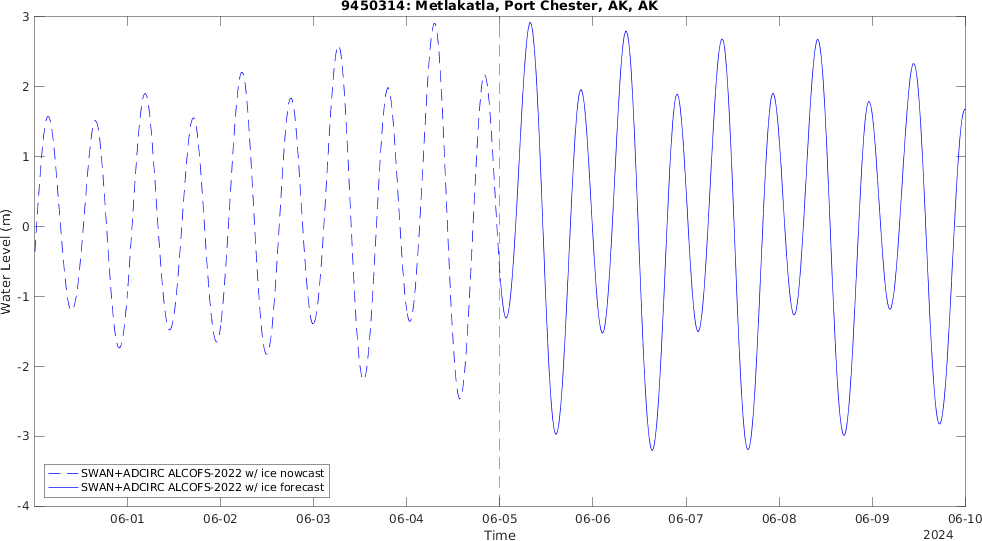 9450314: Metlakatla, Port Chester, AK, AK
3
2
1
0
-1
-2
-3
-4
Water Level (m)
SWAN+ADCIRC ALCOFS-2022 w/ ice nowcast
SWAN+ADCIRC ALCOFS-2022 w/ ice forecast
06-01 06-02 06-03 06-04 06-05 06-06 06-07 06-08 06-09 06-10
Time
2024